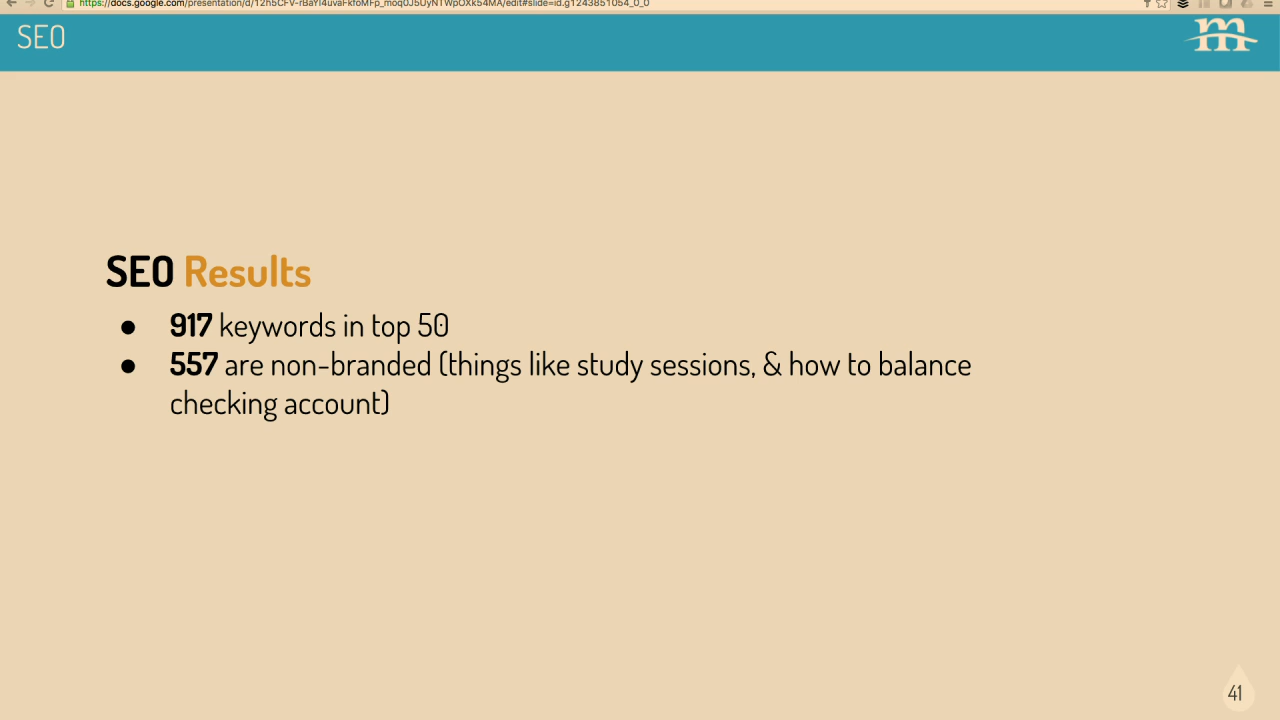 SEO
m
SEO Results
● 917 keywords in top 50
● 557 are non-branded (things like study sessions, & how to balance
checking account)
41